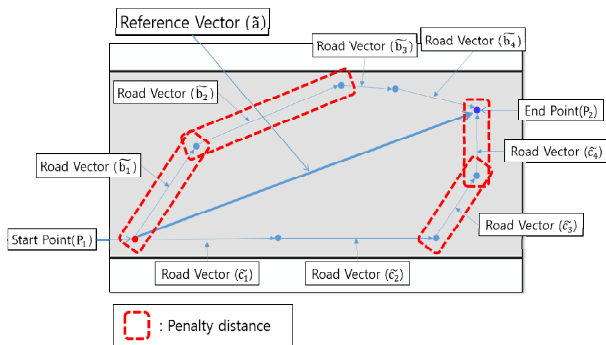 Reference Vector (ã)
Road Vector (b̃₃)
Road Vector (b̃₄)
Road Vector (b̃₂)
End Point(P₂)
Road Vector (c̃₄)
Road Vector (b̃₁)
Road Vector (c̃₃)
Start Point(P₁)
Road Vector (c̃₁)
Road Vector (c̃₂)
: Penalty distance